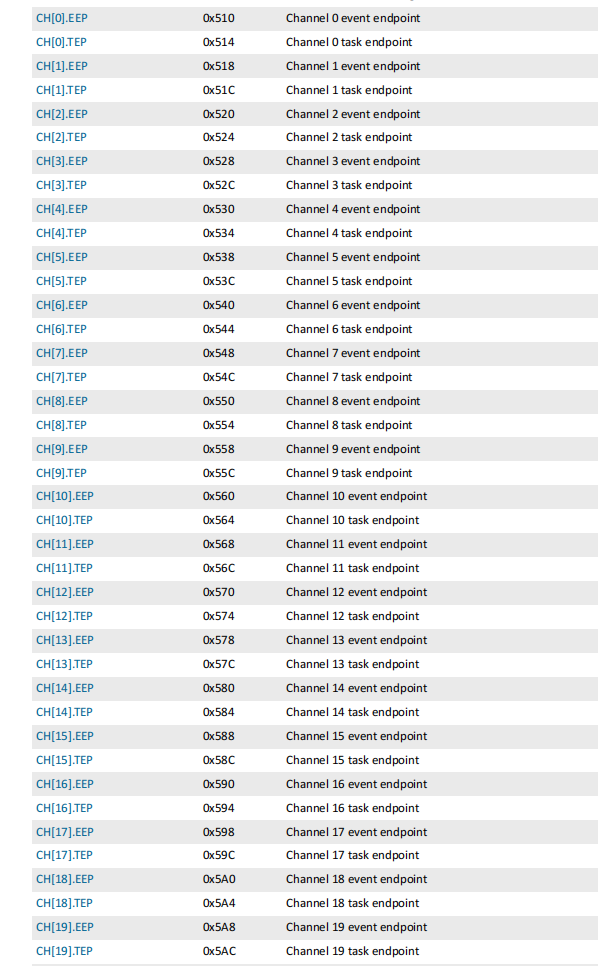 CH[0].EEP 0x510 Channel 0 event endpoint
CH[0].TEP 0x514 Channel 0 task endpoint
CH[1].EEP 0x518 Channel 1 event endpoint
CH[1].TEP 0x51C Channel 1 task endpoint
CH[2].EEP 0x520 Channel 2 event endpoint
CH[2].TEP 0x524 Channel 2 task endpoint
CH[3].EEP 0x528 Channel 3 event endpoint
CH[3].TEP 0x52C Channel 3 task endpoint
CH[4].EEP 0x530 Channel 4 event endpoint
CH[4].TEP 0x534 Channel 4 task endpoint
CH[5].EEP 0x538 Channel 5 event endpoint
CH[5].TEP 0x53C Channel 5 task endpoint
CH[6].EEP 0x540 Channel 6 event endpoint
CH[6].TEP 0x544 Channel 6 task endpoint
CH[7].EEP 0x548 Channel 7 event endpoint
CH[7].TEP 0x54C Channel 7 task endpoint
CH[8].EEP 0x550 Channel 8 event endpoint
CH[8].TEP 0x554 Channel 8 task endpoint
CH[9].EEP 0x558 Channel 9 event endpoint
CH[9].TEP 0x55C Channel 9 task endpoint
CH[10].EEP 0x560 Channel 10 event endpoint
CH[10].TEP 0x564 Channel 10 task endpoint
CH[11].EEP 0x568 Channel 11 event endpoint
CH[11].TEP 0x56C Channel 11 task endpoint
CH[12].EEP 0x570 Channel 12 event endpoint
CH[12].TEP 0x574 Channel 12 task endpoint
CH[13].EEP 0x578 Channel 13 event endpoint
CH[13].TEP 0x57C Channel 13 task endpoint
CH[14].EEP 0x580 Channel 14 event endpoint
CH[14].TEP 0x584 Channel 14 task endpoint
CH[15].EEP 0x588 Channel 15 event endpoint
CH[15].TEP 0x58C Channel 15 task endpoint
CH[16].EEP 0x590 Channel 16 event endpoint
CH[16].TEP 0x594 Channel 16 task endpoint
CH[17].EEP 0x598 Channel 17 event endpoint
CH[17].TEP 0x59C Channel 17 task endpoint
CH[18].EEP 0x5A0 Channel 18 event endpoint
CH[18].TEP 0x5A4 Channel 18 task endpoint
CH[19].EEP 0x5A8 Channel 19 event endpoint
CH[19].TEP 0x5AC Channel 19 task endpoint